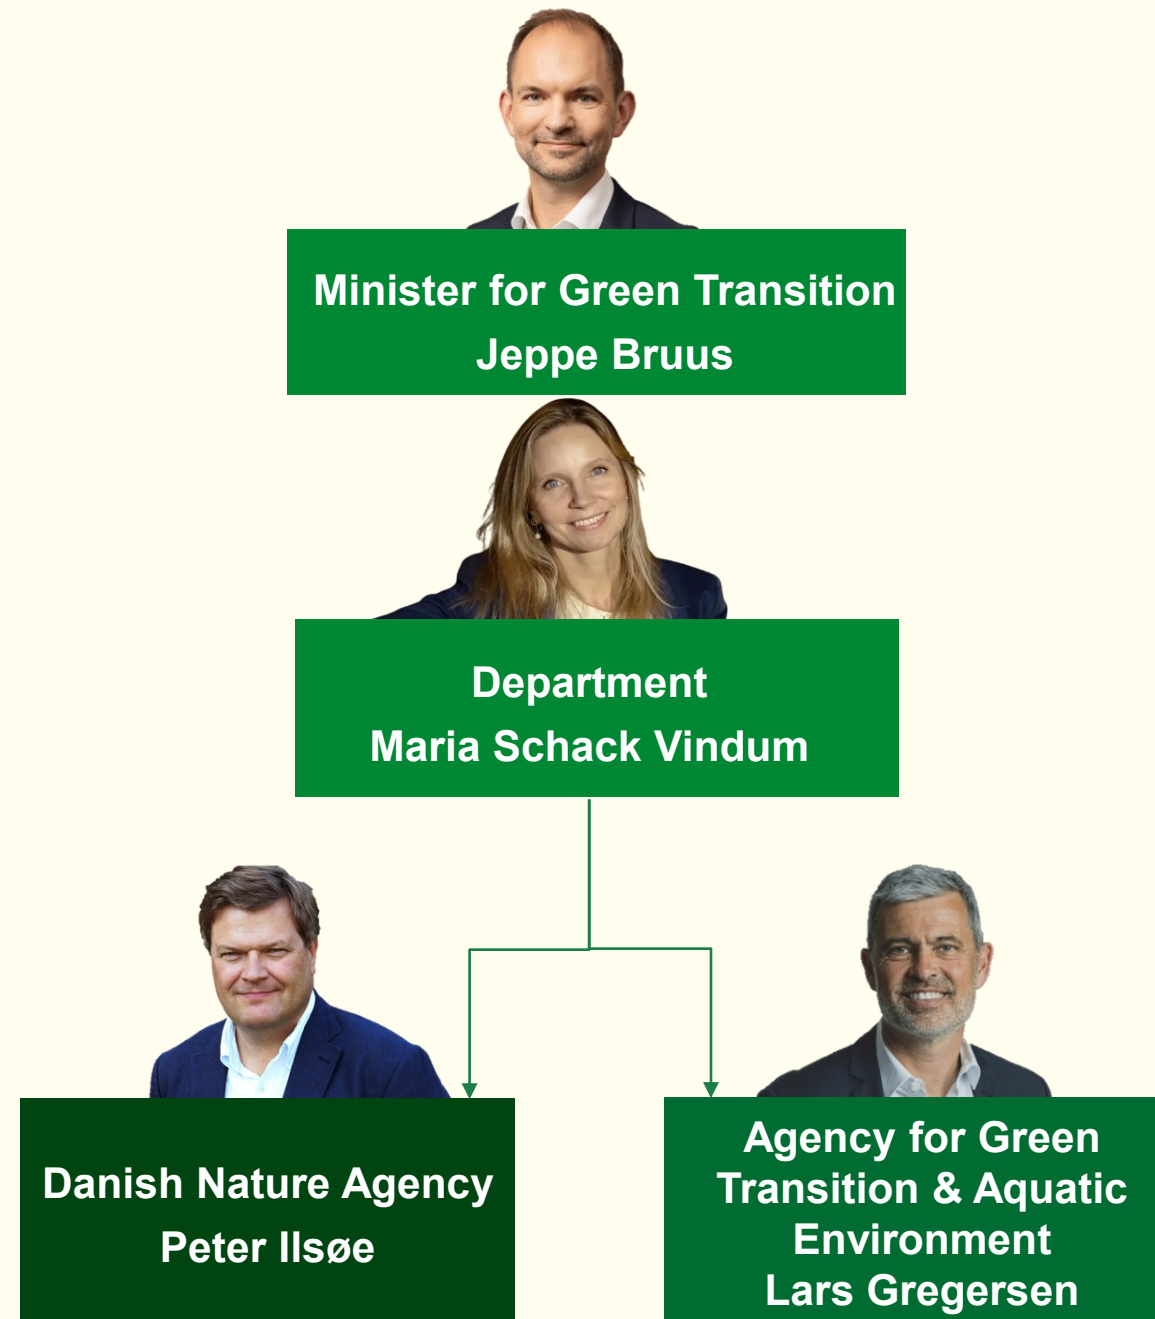 Minister for Green Transition
Jeppe Bruus
Department
Maria Schack Vindum
Danish Nature Agency
Peter Ilsøe
Agency for Green
Transition & Aquatic
Environment
Lars Gregersen